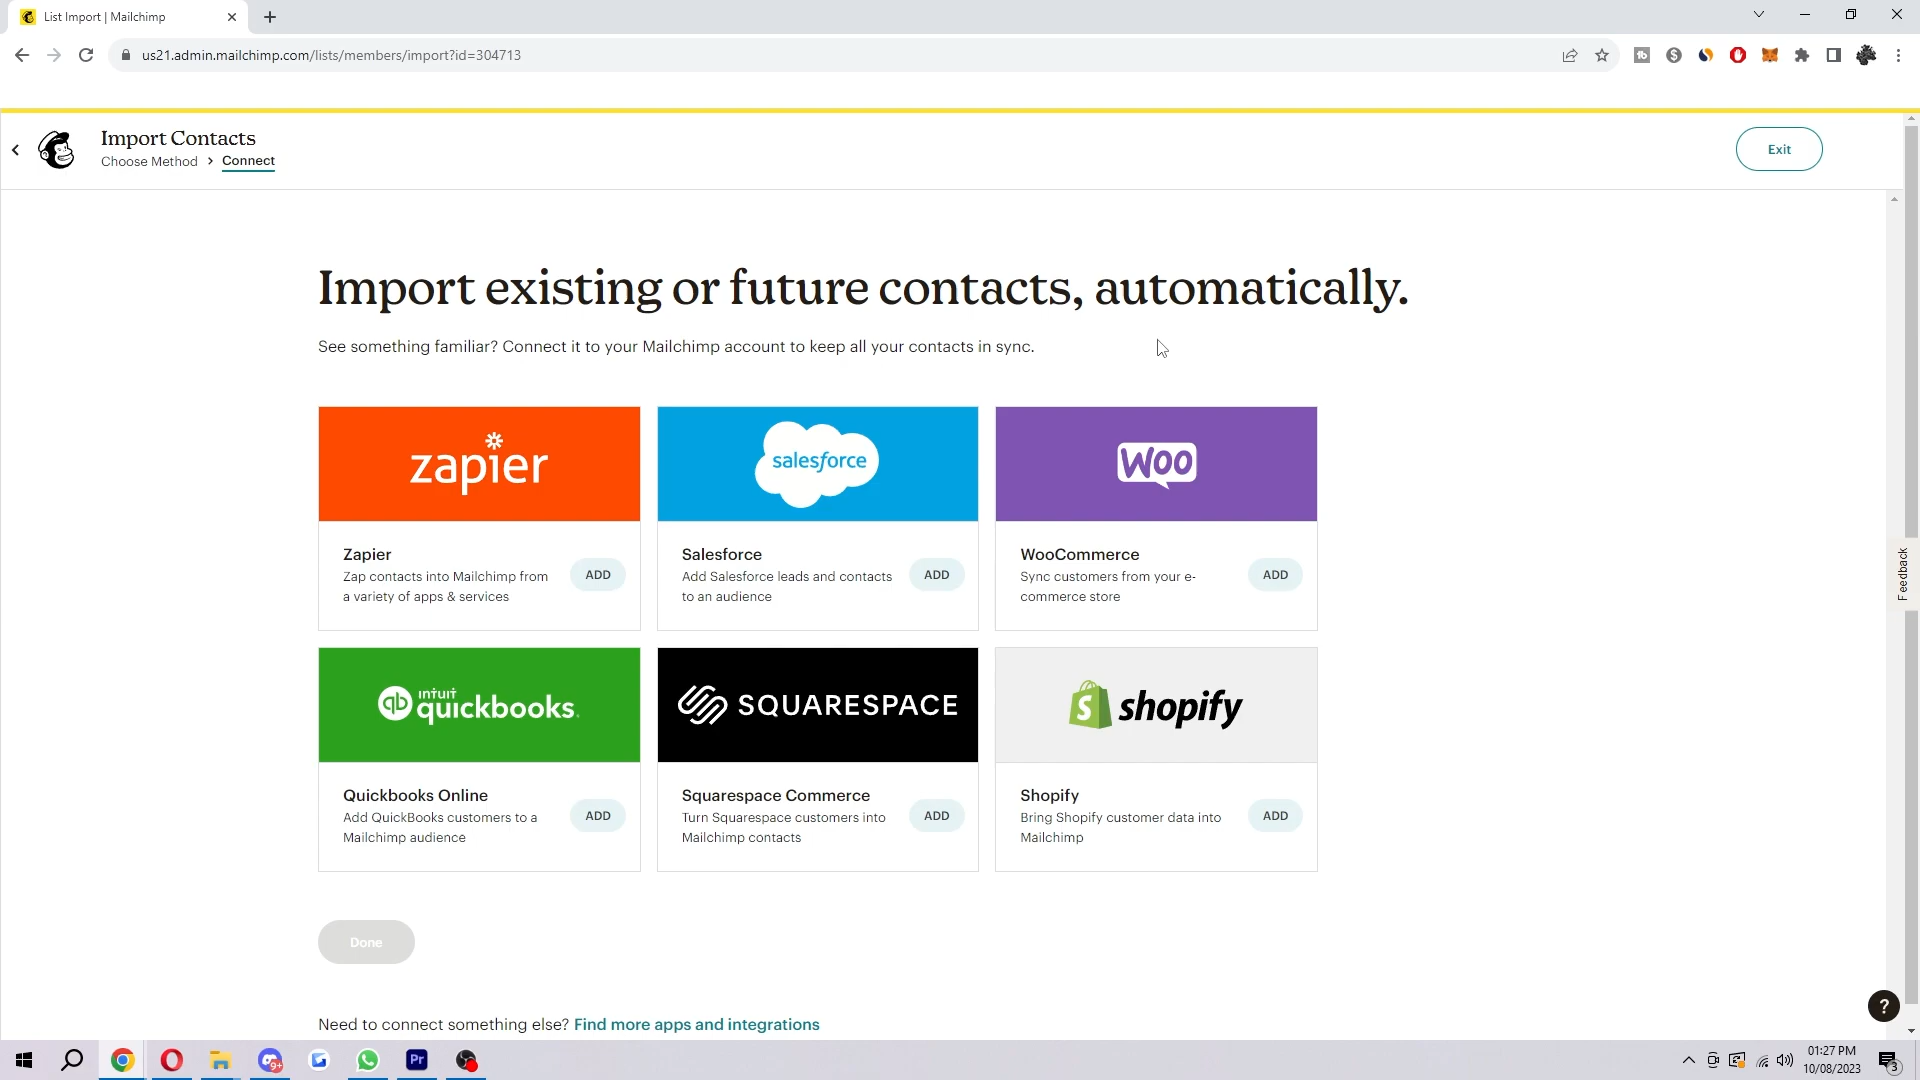 List Import | Mailchimp
us21.admin.mailchimp.com/lists/members/import?id=304713
Import Contacts
Choose Method > Connect
Exit
Import existing or future contacts, automatically.
See something familiar? Connect it to your Mailchimp account to keep all your contacts in sync.
zapier
salesforce
Woo
Zapier
Zap contacts into Mailchimp from
a variety of apps & services
ADD
Salesforce
Add Salesforce leads and contacts
to an audience
ADD
WooCommerce
Sync customers from your e-
commerce store
ADD
Feedback
qb intuit quickbooks.
SQUARESPACE
S shopify
Quickbooks Online
Add QuickBooks customers to a
Mailchimp audience
ADD
Squarespace Commerce
Turn Squarespace customers into
Mailchimp contacts
ADD
Shopify
Bring Shopify customer data into
Mailchimp
ADD
Done
?
Need to connect something else? Find more apps and integrations
9+
Pr
01:27 PM
10/08/2023
3